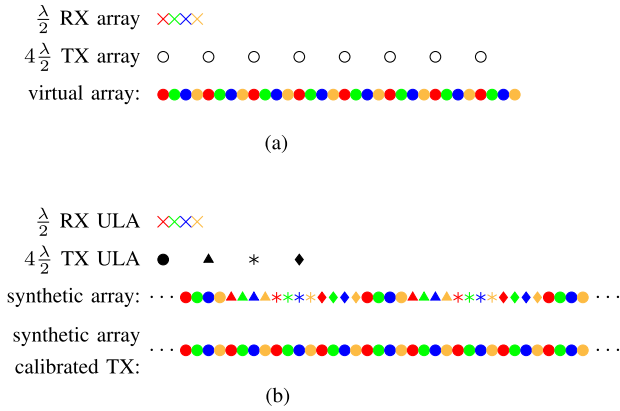 λ/2 RX array
4 λ/2 TX array
virtual array:
(a)
λ/2 RX ULA
4 λ/2 TX ULA
synthetic array: ··· ···
synthetic array
calibrated TX: ··· ···
(b)